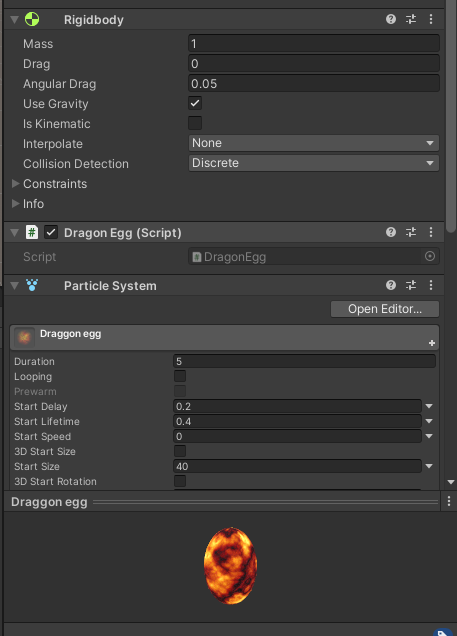 Rigidbody
Mass 1
Drag 0
Angular Drag 0.05
Use Gravity
Is Kinematic
Interpolate None
Collision Detection Discrete
Constraints
Info
# Dragon Egg (Script)
Script # DragonEgg
Particle System
Open Editor...
Draggon egg
Duration 5
Looping
Prewarm
Start Delay 0.2
Start Lifetime 0.4
Start Speed 0
3D Start Size
Start Size 40
3D Start Rotation
Draggon egg